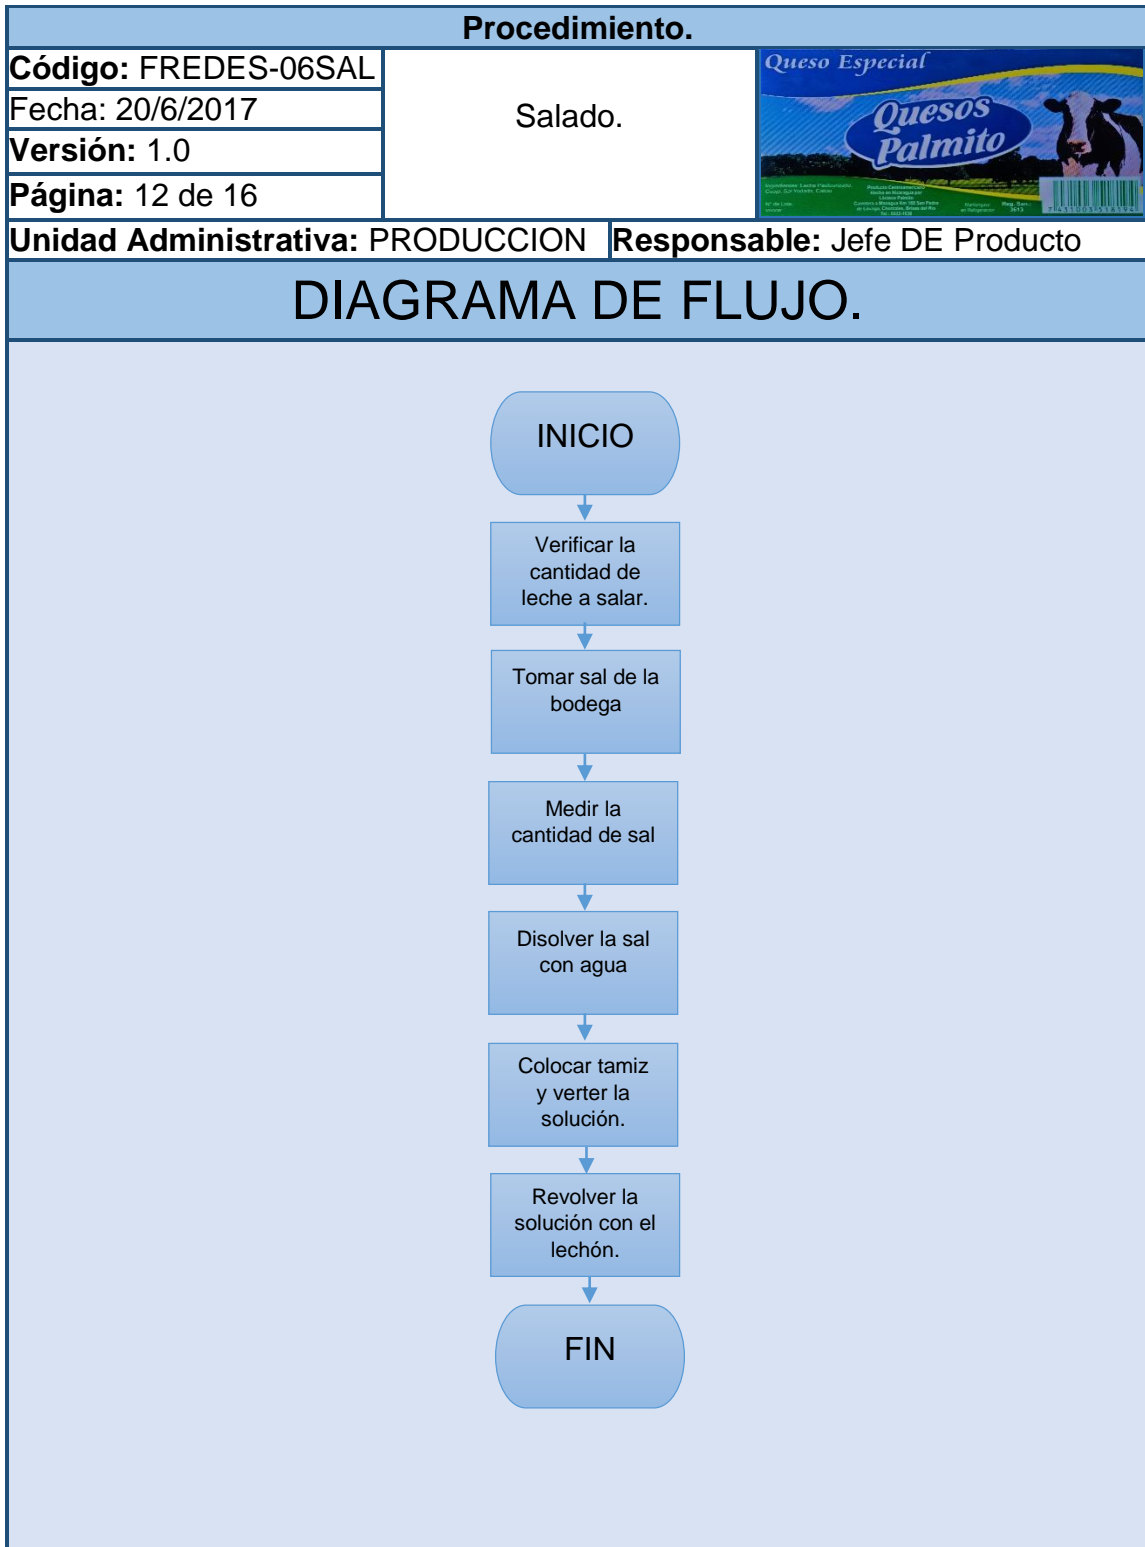 Procedimiento.
Código: FREDES-06SAL
Fecha: 20/6/2017
Versión: 1.0
Página: 12 de 16
Salado.
Queso Especial
Quesos
Palmito
Unidad Administrativa: PRODUCCION
Responsable: Jefe DE Producto
DIAGRAMA DE FLUJO.
INICIO
Verificar la
cantidad de
leche a salar.
Tomar sal de la
bodega
Medir la
cantidad de sal
Disolver la sal
con agua
Colocar tamiz
y verter la
solución.
Revolver la
solución con el
lechón.
FIN